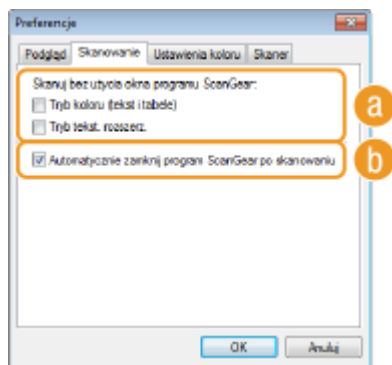 Preferencje
Podgląd Skanowanie Ustawienia koloru Skaner
Skanuj bez użycia okna programu ScanGear:
Tryb koloru (tekst i tabele)
Tryb tekst. rozszerz.
a
Automatycznie zamknij program ScanGear po skanowaniu
b
OK Anuluj